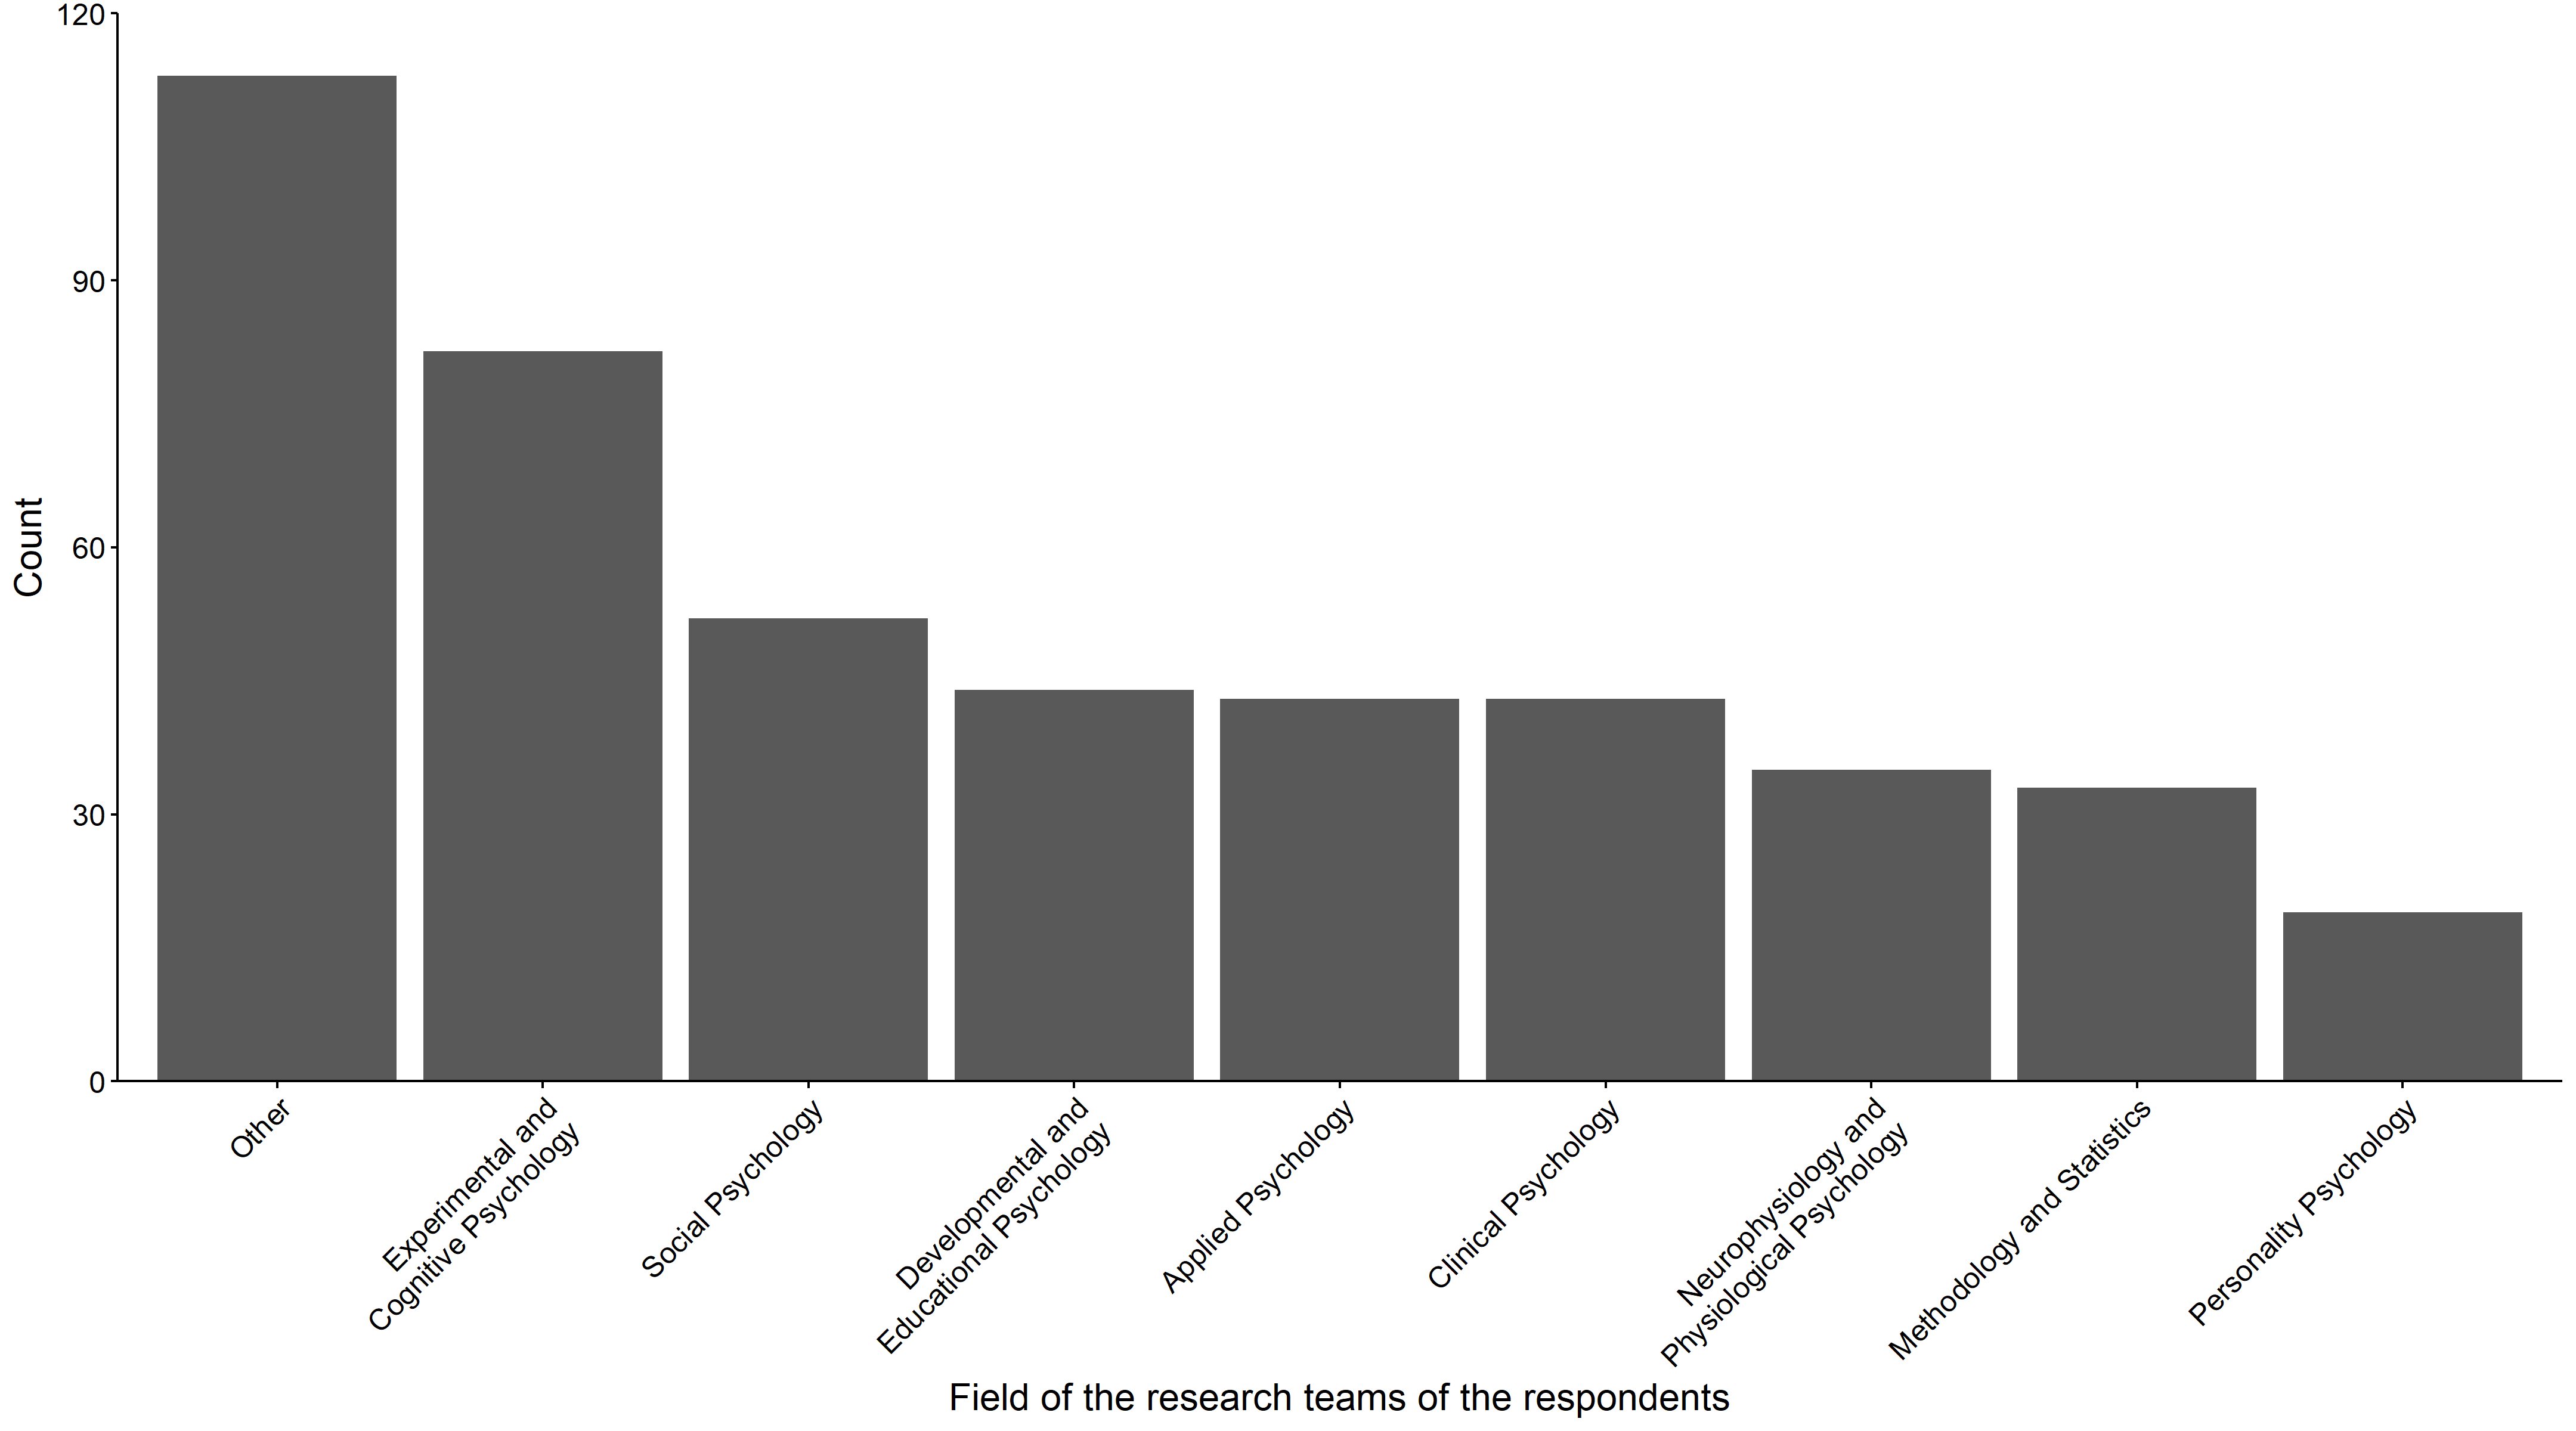 120
90
60
30
0
Count
Other
Experimental and
Cognitive Psychology
Social Psychology
Developmental and
Educational Psychology
Applied Psychology
Clinical Psychology
Neurophysiology and
Physiological Psychology
Methodology and Statistics
Personality Psychology
Field of the research teams of the respondents